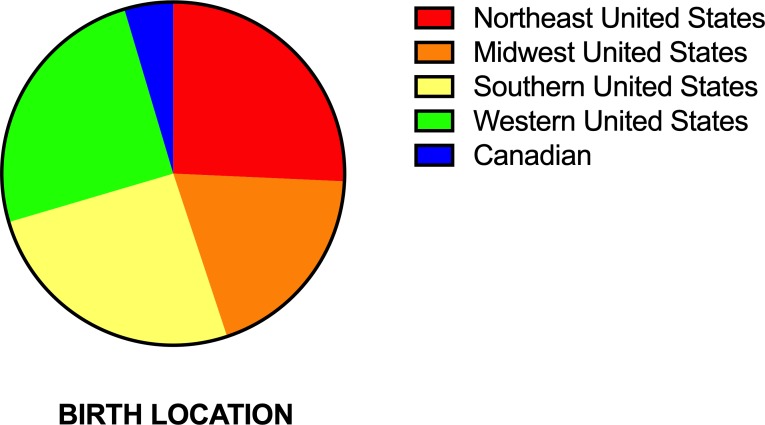 Northeast United States
Midwest United States
Southern United States
Western United States
Canadian
BIRTH LOCATION